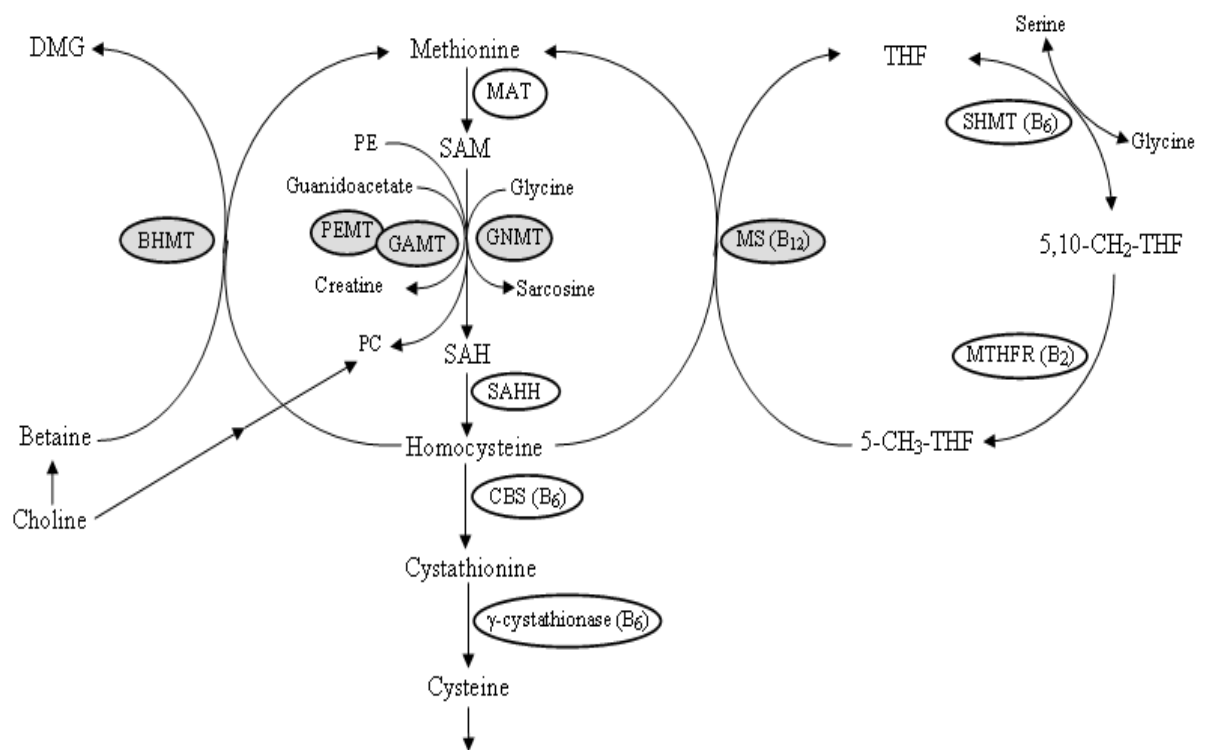 Serine
DMG
Methionine
THF
MAT
SHMT (B₆)
Glycine
PE
SAM
Guanidoacetate
Glycine
BHMT
PEMT
GAMT
GNMT
MS (B₁₂)
5,10-CH₂-THF
Creatine
Sarcosine
PC
SAH
MTHFR (B₂)
SAHH
Betaine
Homocysteine
5-CH₃-THF
CBS (B₆)
Choline
Cystathionine
γ-cystathionase (B₆)
Cysteine